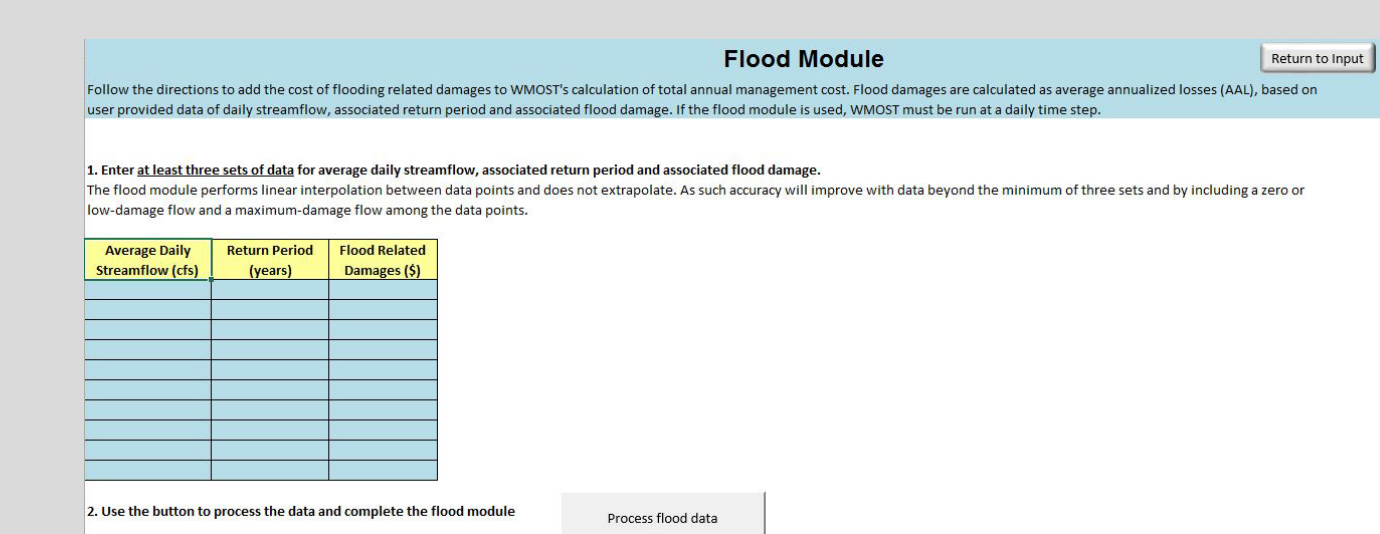 Flood Module
Return to Input
Follow the directions to add the cost of flooding related damages to WMOST's calculation of total annual management cost. Flood damages are calculated as average annualized losses (AAL), based on
user provided data of daily streamflow, associated return period and associated flood damage. If the flood module is used, WMOST must be run at a daily time step.
1. Enter at least three sets of data for average daily streamflow, associated return period and associated flood damage.
The flood module performs linear interpolation between data points and does not extrapolate. As such accuracy will improve with data beyond the minimum of three sets and by including a zero or
low-damage flow and a maximum-damage flow among the data points.
Average Daily Return Period Flood Related
Streamflow (cfs) (years) Damages ($)
2. Use the button to process the data and complete the flood module
Process flood data